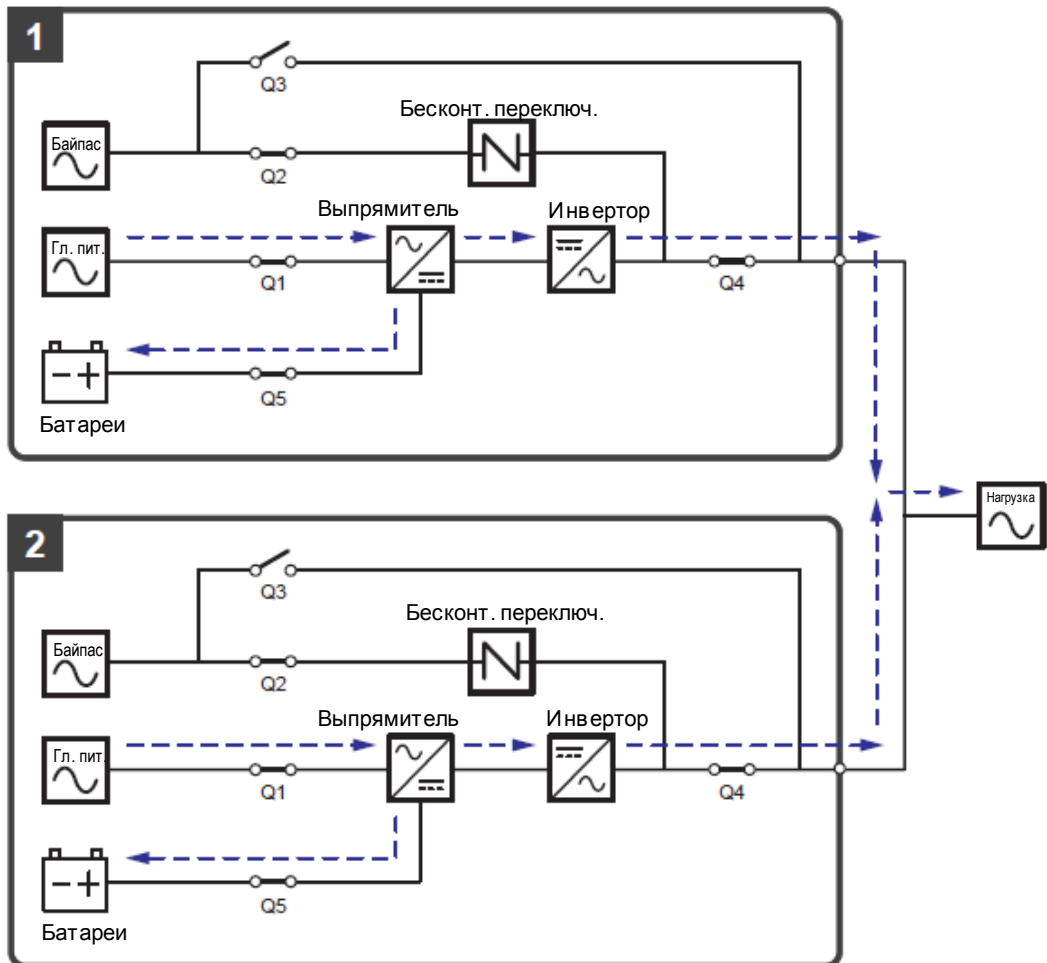 1
Q3
Бесконт. переключ.
Байпас
Q2
Выпрямитель
Инвертор
Гл. пит.
Q1
Q4
Q5
Батареи
Нагрузка
2
Q3
Бесконт. переключ.
Байпас
Q2
Выпрямитель
Инвертор
Гл. пит.
Q1
Q4
Q5
Батареи